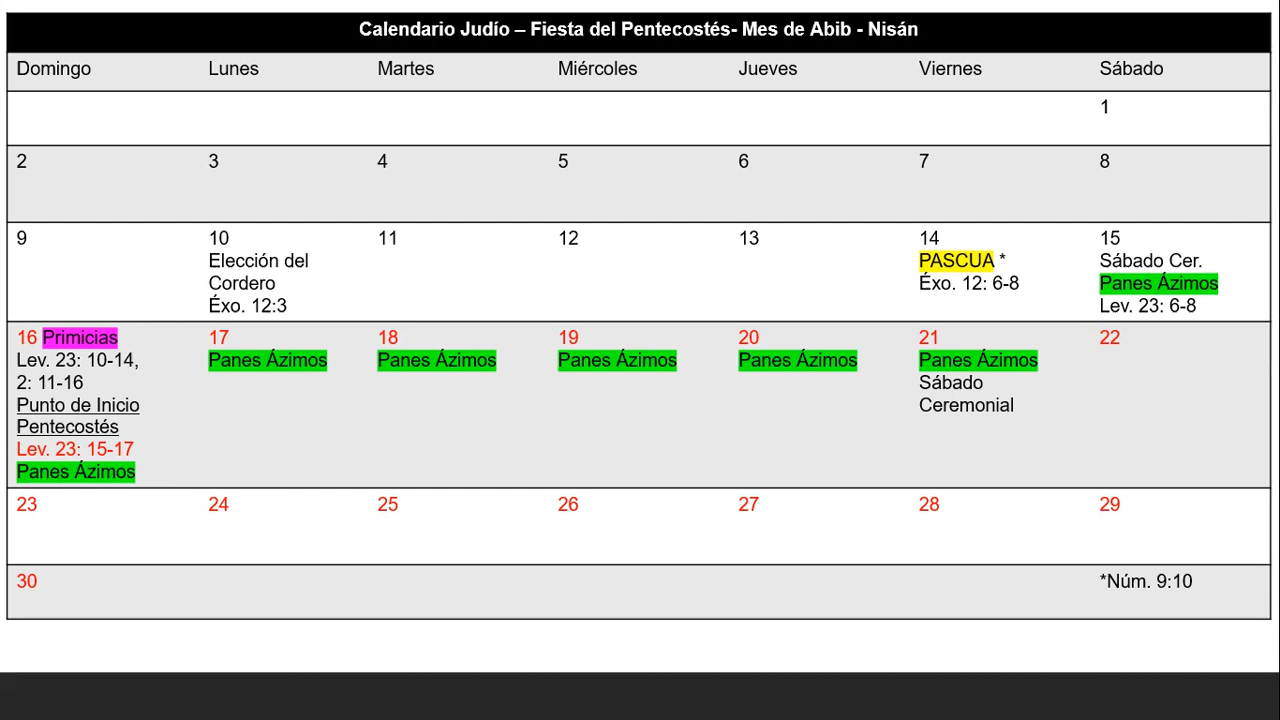 Calendario Judío – Fiesta del Pentecostés- Mes de Abib - Nisán
Domingo Lunes Martes Miércoles Jueves Viernes Sábado
1
2 3 4 5 6 7 8
9
10
Elección del
Cordero
Éxo. 12:3
11
12
13
14
PASCUA *
Éxo. 12: 6-8
15
Sábado Cer.
Panes Ázimos
Lev. 23: 6-8
16 Primicias
Lev. 23: 10-14,
2: 11-16
Punto de Inicio
Pentecostés
Lev. 23: 15-17
Panes Ázimos
17
Panes Ázimos
18
Panes Ázimos
19
Panes Ázimos
20
Panes Ázimos
21
Panes Ázimos
Sábado
Ceremonial
22
23 24 25 26 27 28 29
30 *Núm. 9:10